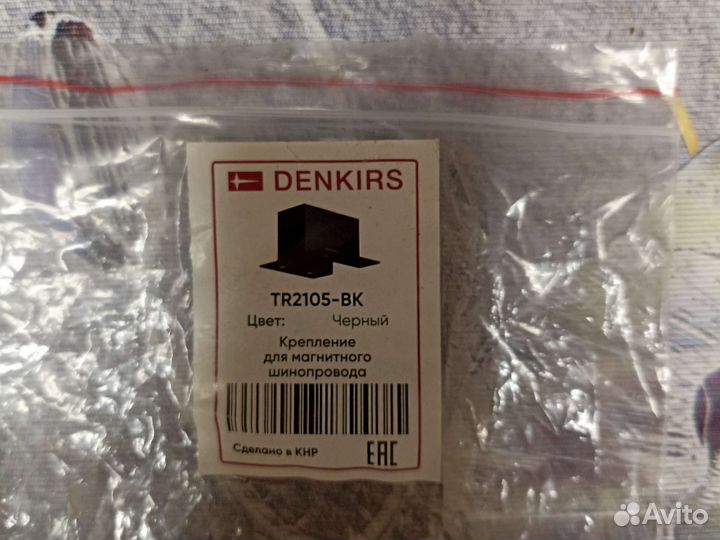 DENKIRS
TR2105-BK
Цвет: Черный
Крепление
для магнитного
шинопровода
Сделано в КНР
EAC
Avito